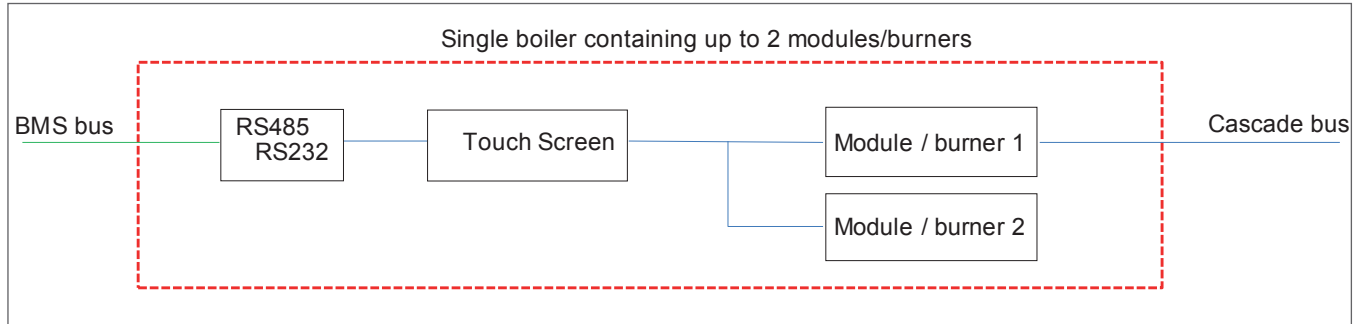 Single boiler containing up to 2 modules/burners
BMS bus
RS485
RS232
Touch Screen
Module / burner 1
Cascade bus
Module / burner 2